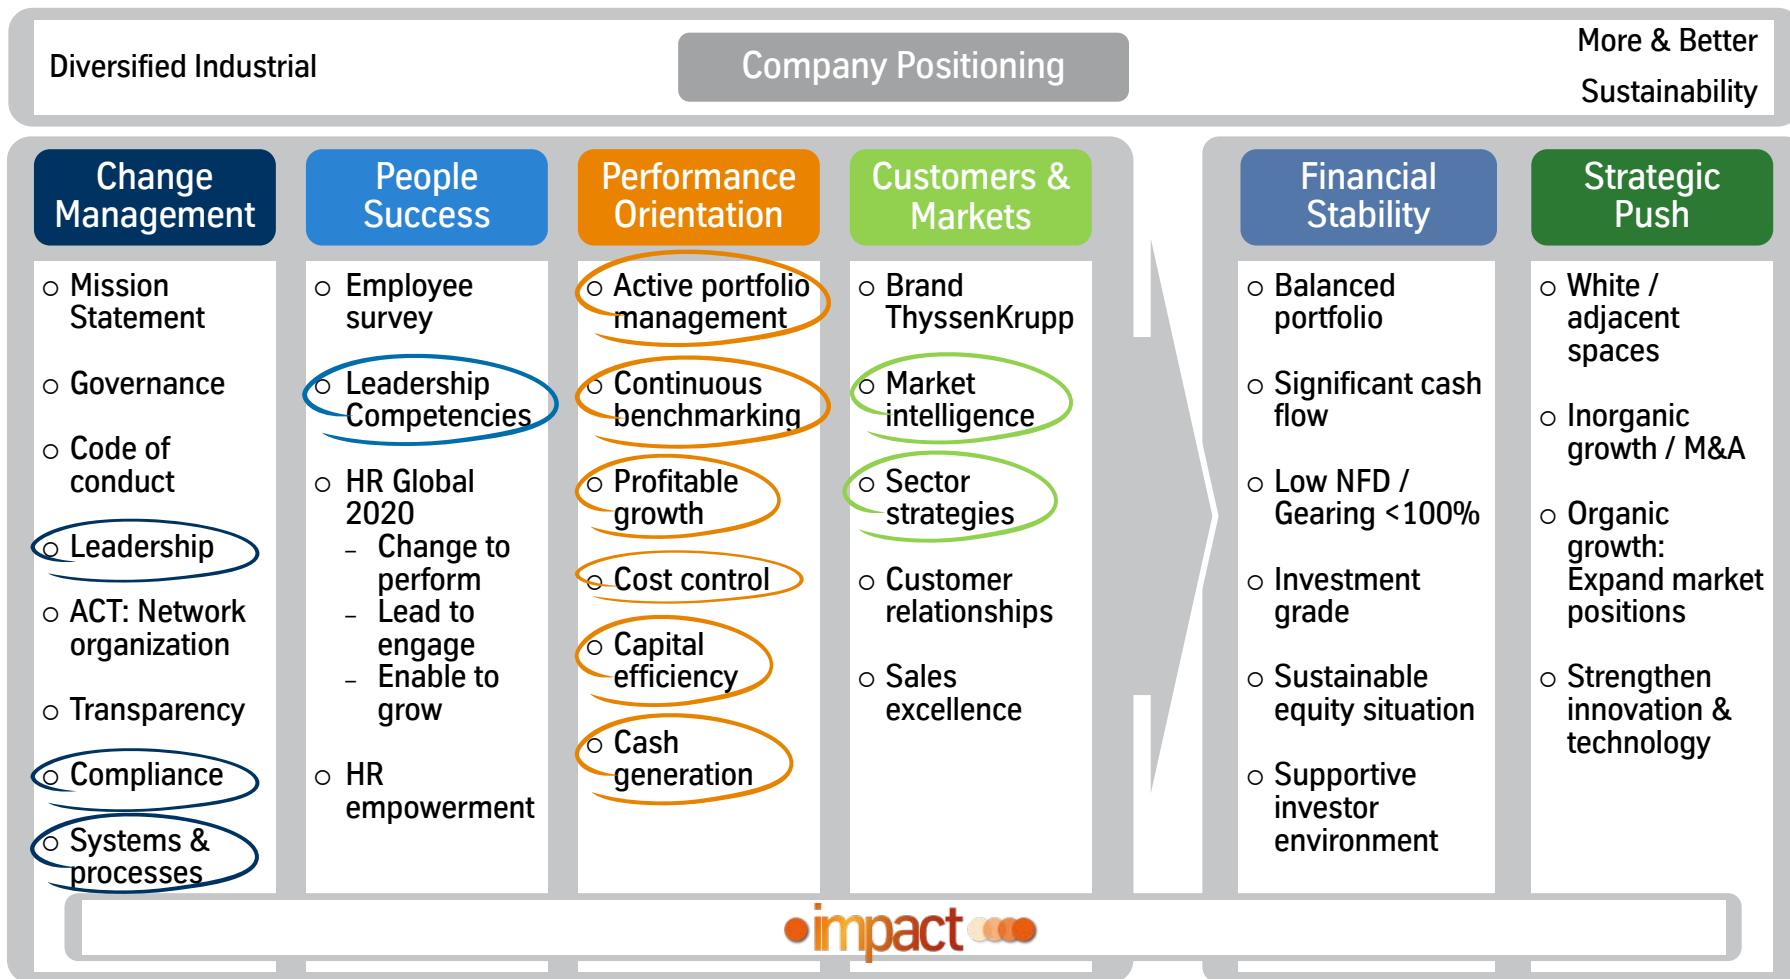 Diversified Industrial
Company Positioning
More & Better
Sustainability
Change
Management
○ Mission
Statement
○ Governance
○ Code of
conduct
○ Leadership
○ ACT: Network
organization
○ Transparency
○ Compliance
○ Systems &
processes
People
Success
○ Employee
survey
○ Leadership
Competencies
○ HR Global
2020
– Change to
perform
– Lead to
engage
– Enable to
grow
○ HR
empowerment
Performance
Orientation
○ Active portfolio
management
○ Continuous
benchmarking
○ Profitable
growth
○ Cost control
○ Capital
efficiency
○ Cash
generation
Customers &
Markets
○ Brand
ThyssenKrupp
○ Market
intelligence
○ Sector
strategies
○ Customer
relationships
○ Sales
excellence
Financial
Stability
○ Balanced
portfolio
○ Significant cash
flow
○ Low NFD /
Gearing <100%
○ Investment
grade
○ Sustainable
equity situation
○ Supportive
investor
environment
Strategic
Push
○ White /
adjacent
spaces
○ Inorganic
growth / M&A
○ Organic
growth:
Expand market
positions
○ Strengthen
innovation &
technology
impact